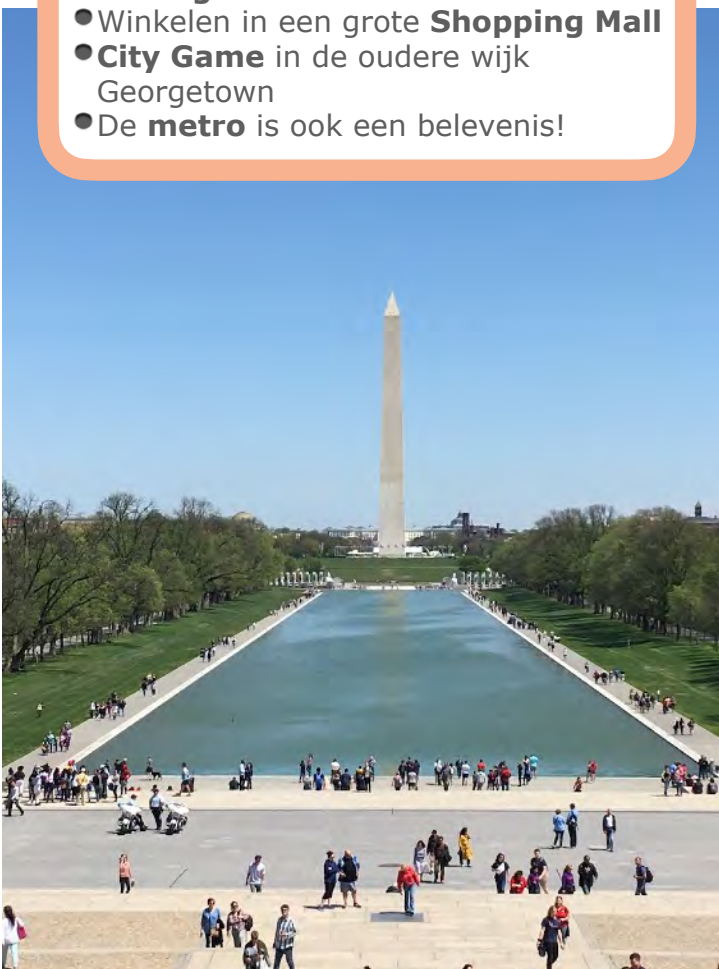 ●Winkelen in een grote Shopping Mall
●City Game in de oudere wijk
Georgetown
●De metro is ook een belevenis!